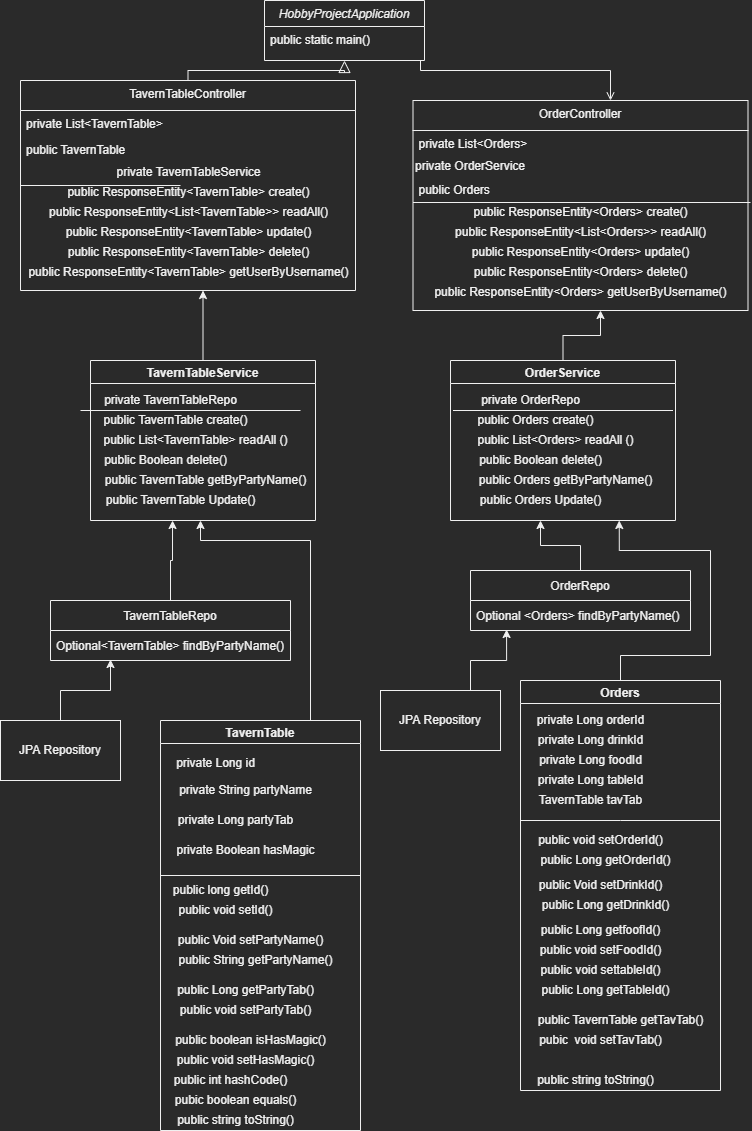 HobbyProjectApplication
public static main()
TavernTableController
private List<TavernTable>
public TavernTable
private TavernTableService
public ResponseEntity<TavernTable> create()
public ResponseEntity<List<TavernTable>> readAll()
public ResponseEntity<TavernTable> update()
public ResponseEntity<TavernTable> delete()
public ResponseEntity<TavernTable> getUserByUsername()
OrderController
private List<Orders>
private OrderService
public Orders
public ResponseEntity<Orders> create()
public ResponseEntity<List<Orders>> readAll()
public ResponseEntity<Orders> update()
public ResponseEntity<Orders> delete()
public ResponseEntity<Orders> getUserByUsername()
TavernTableService
private TavernTableRepo
public TavernTable create()
public List<TavernTable> readAll ()
public Boolean delete()
public TavernTable getByPartyName()
public TavernTable Update()
OrderService
private OrderRepo
public Orders create()
public List<Orders> readAll ()
public Boolean delete()
public Orders getByPartyName()
public Orders Update()
TavernTableRepo
Optional<TavernTable> findByPartyName()
OrderRepo
Optional <Orders> findByPartyName()
JPA Repository
JPA Repository
TavernTable
private Long id
private String partyName
private Long partyTab
private Boolean hasMagic
public long getId()
public void setId()
public Void setPartyName()
public String getPartyName()
public Long getPartyTab()
public void setPartyTab()
public boolean isHasMagic()
public void setHasMagic()
public int hashCode()
pubic boolean equals()
public string toString()
Orders
private Long orderId
private Long drinkId
private Long foodId
private Long tableId
TavernTable tavTab
public void setOrderId()
public Long getOrderId()
public Void setDrinkId()
public Long getDrinkId()
public Long getfoofId()
public void setFoodId()
public void settableId()
public Long getTableId()
public TavernTable getTavTab()
pubic  void setTavTab()
public string toString()